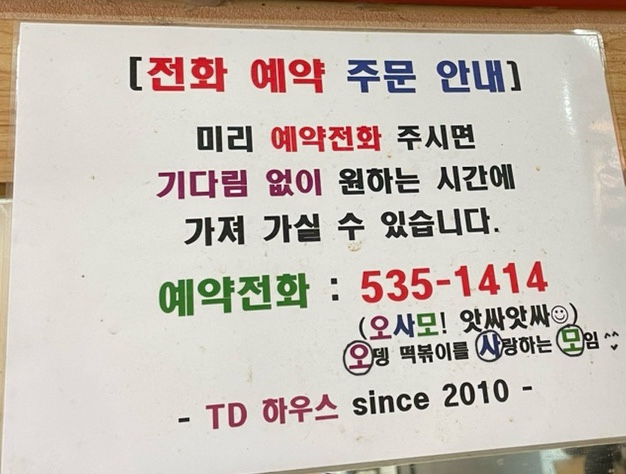 [전화 예약 주문 안내]
미리 예약전화 주시면
기다림 없이 원하는 시간에
가져 가실 수 있습니다.
예약전화 : 535-1414
(오사모! 앗싸앗싸☺)
오뎅 떡볶이를 사랑하는 모임 ^^
- TD 하우스 since 2010 -